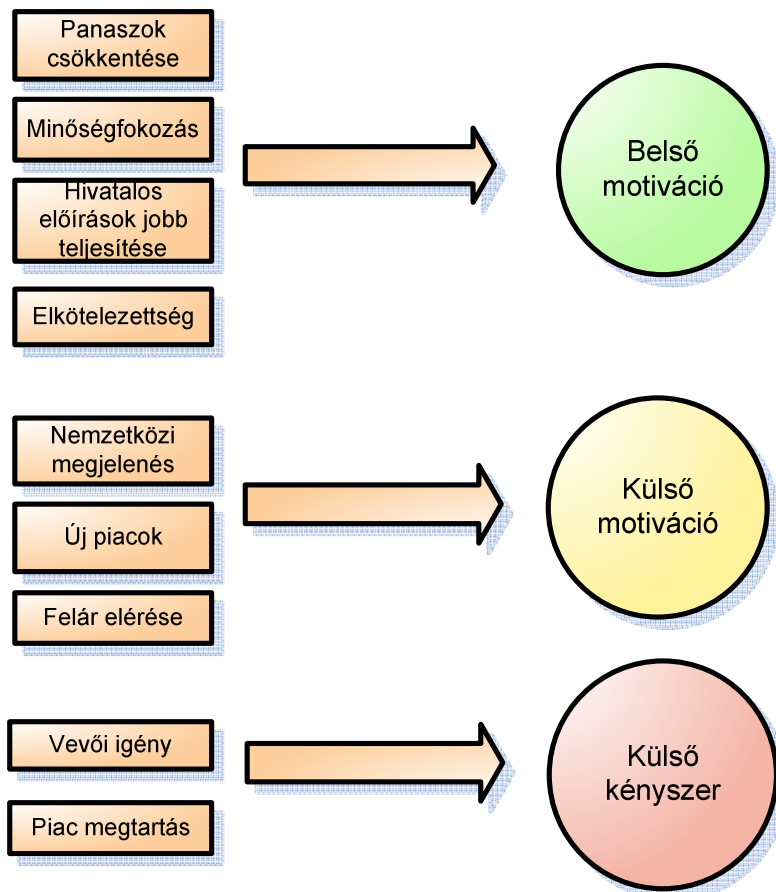 Panaszok
csökkentése
Minőségfokozás
Hivatalos
előírások jobb
teljesítése
Elkötelezettség
Belső
motiváció
Nemzetközi
megjelenés
Új piacok
Felár elérése
Külső
motiváció
Vevői igény
Piac megtartás
Külső
kényszer